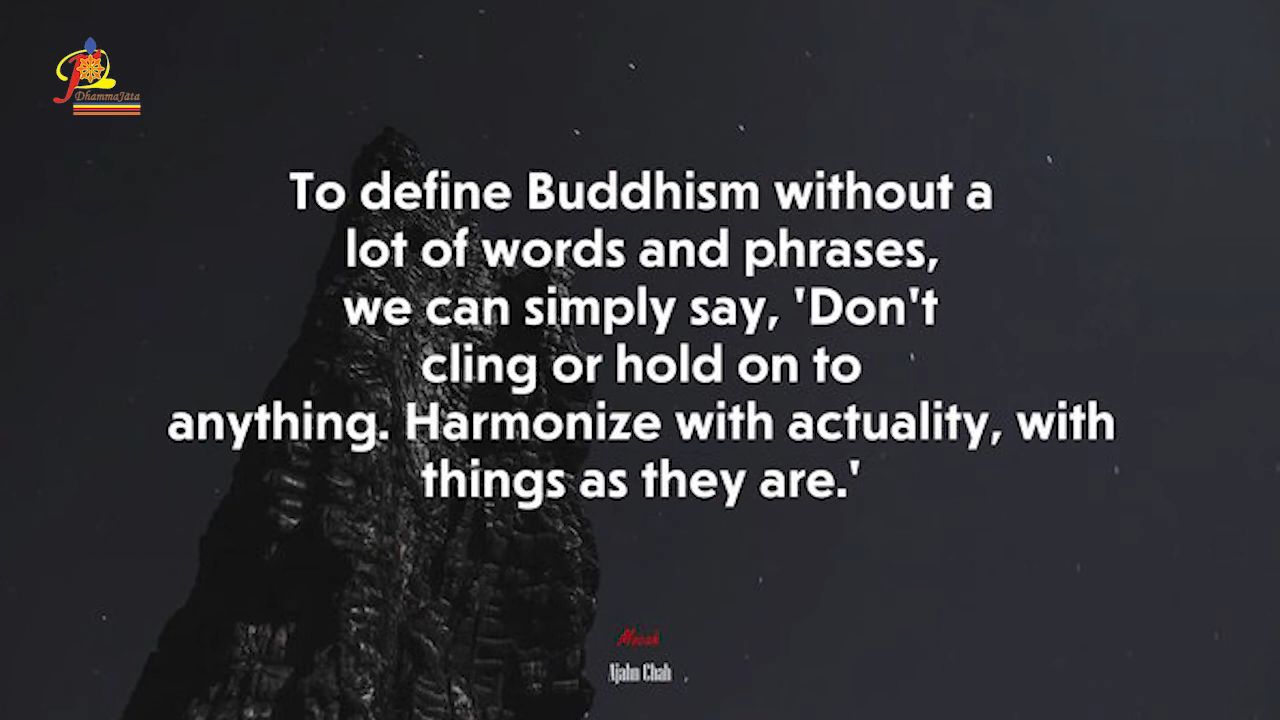 DhammaJāta
To define Buddhism without a
lot of words and phrases,
we can simply say, 'Don't
cling or hold on to
anything. Harmonize with actuality, with
things as they are.'
Ajahn Chah